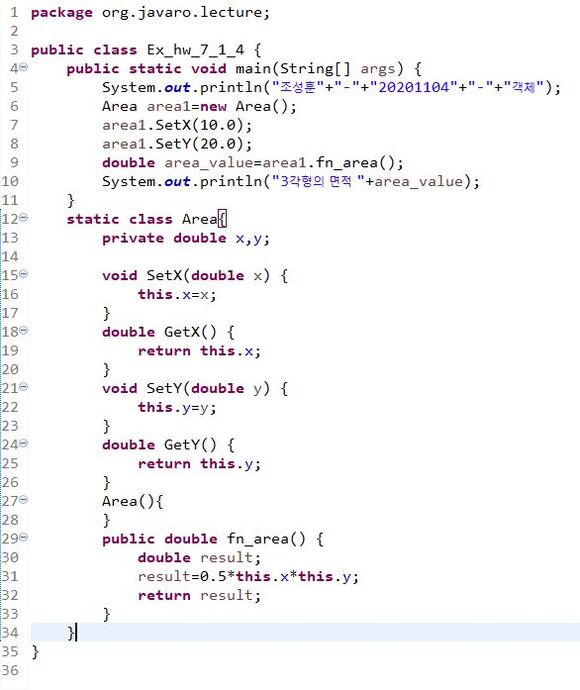 1 package org.javaro.lecture;
2
3 public class Ex_hw_7_1_4 {
4 public static void main(String[] args) {
5 System.out.println("조성훈"+"-"+"20201104"+"-"+"객체");
6 Area area1=new Area();
7 area1.SetX(10.0);
8 area1.SetY(20.0);
9 double area_value=area1.fn_area();
10 System.out.println("3각형의 면적 "+area_value);
11 }
12 static class Area{
13 private double x,y;
14
15 void SetX(double x) {
16 this.x=x;
17 }
18 double GetX() {
19 return this.x;
20 }
21 void SetY(double y) {
22 this.y=y;
23 }
24 double GetY() {
25 return this.y;
26 }
27 Area(){
28 }
29 public double fn_area() {
30 double result;
31 result=0.5*this.x*this.y;
32 return result;
33 }
34 }
35 }
36